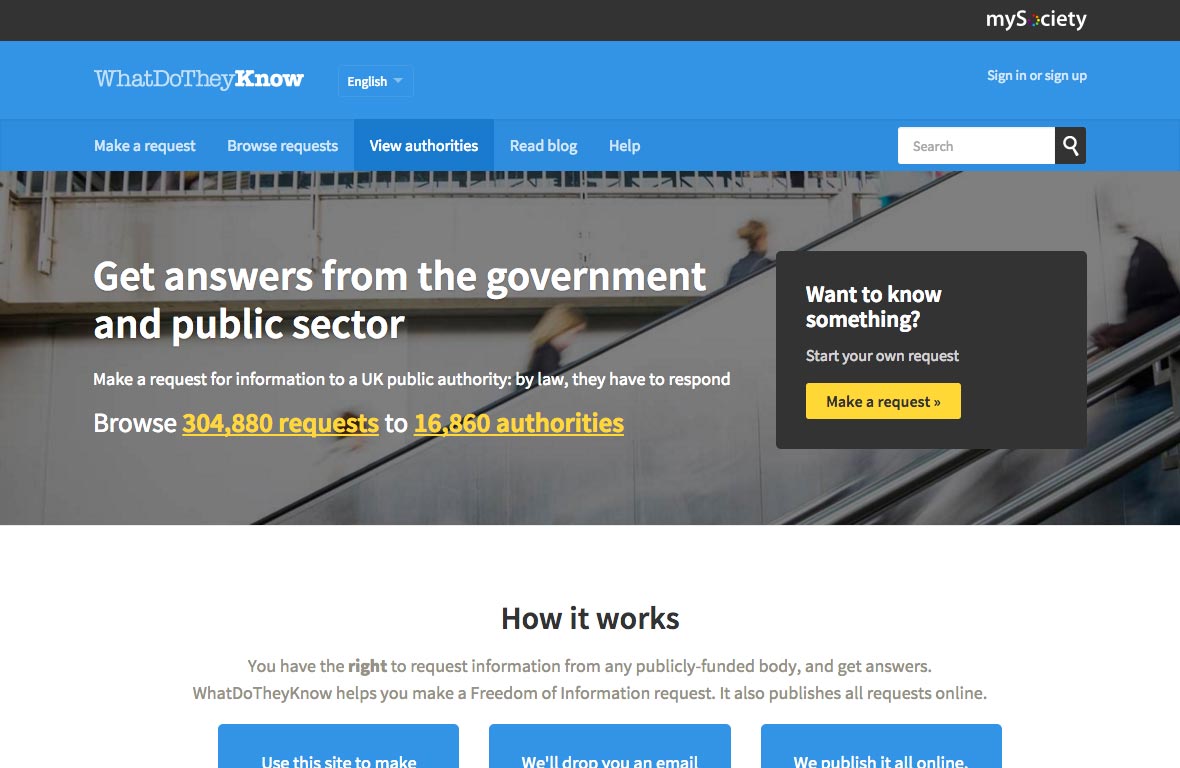 mySociety
WhatDoTheyKnow
English
Sign in or sign up
Make a request
Browse requests
View authorities
Read blog
Help
Search
Get answers from the government
and public sector
Make a request for information to a UK public authority: by law, they have to respond
Browse 304,880 requests to 16,860 authorities
Want to know
something?
Start your own request
Make a request »
How it works
You have the right to request information from any publicly-funded body, and get answers.
WhatDoTheyKnow helps you make a Freedom of Information request. It also publishes all requests online.
Use this site to make
We'll drop you an email
We publish it all online.